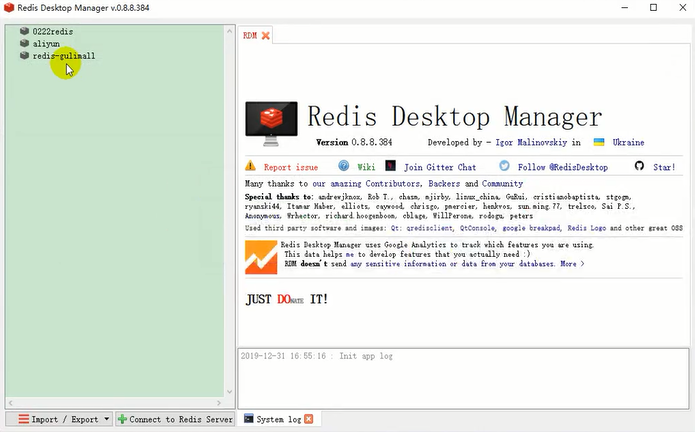 Redis Desktop Manager v.0.8.8.384
0222redis
aliyun
redis-gulimall
RDM
Redis Desktop Manager
Version 0.8.8.384 Developed by - Igor Malinovskiy in Ukraine
Report issue Wiki Join Gitter Chat Follow @RedisDesktop Star!
Many thanks to our amazing Contributors, Backers and Community
Special thanks to: andrewjknox, Rob T., chasm, mjirby, linux_china, GuRui, cristianobaptista, stgogm,
ryanski44, Itamar Haber, elliots, caywood, chrisgo, pmercier, henkvos, sun.ming.77, trelsco, Sai P.S.,
Anonymous, Wrhector, richard.hoogenboom, cblage, WillPerone, rodogu, peters
Used third party software and images: Qt, qredisclient, QtConsole, google breakpad, Redis Logo and other great OSS
Redis Desktop Manager uses Google Analytics to track which features you are using.
This data helps me to develop features that you actually need :)
RDM doesn't send any sensitive information or data from your databases. More >
JUST DONATE IT!
2019-12-31 16:55:16 : Init app log
Import / Export Connect to Redis Server System log